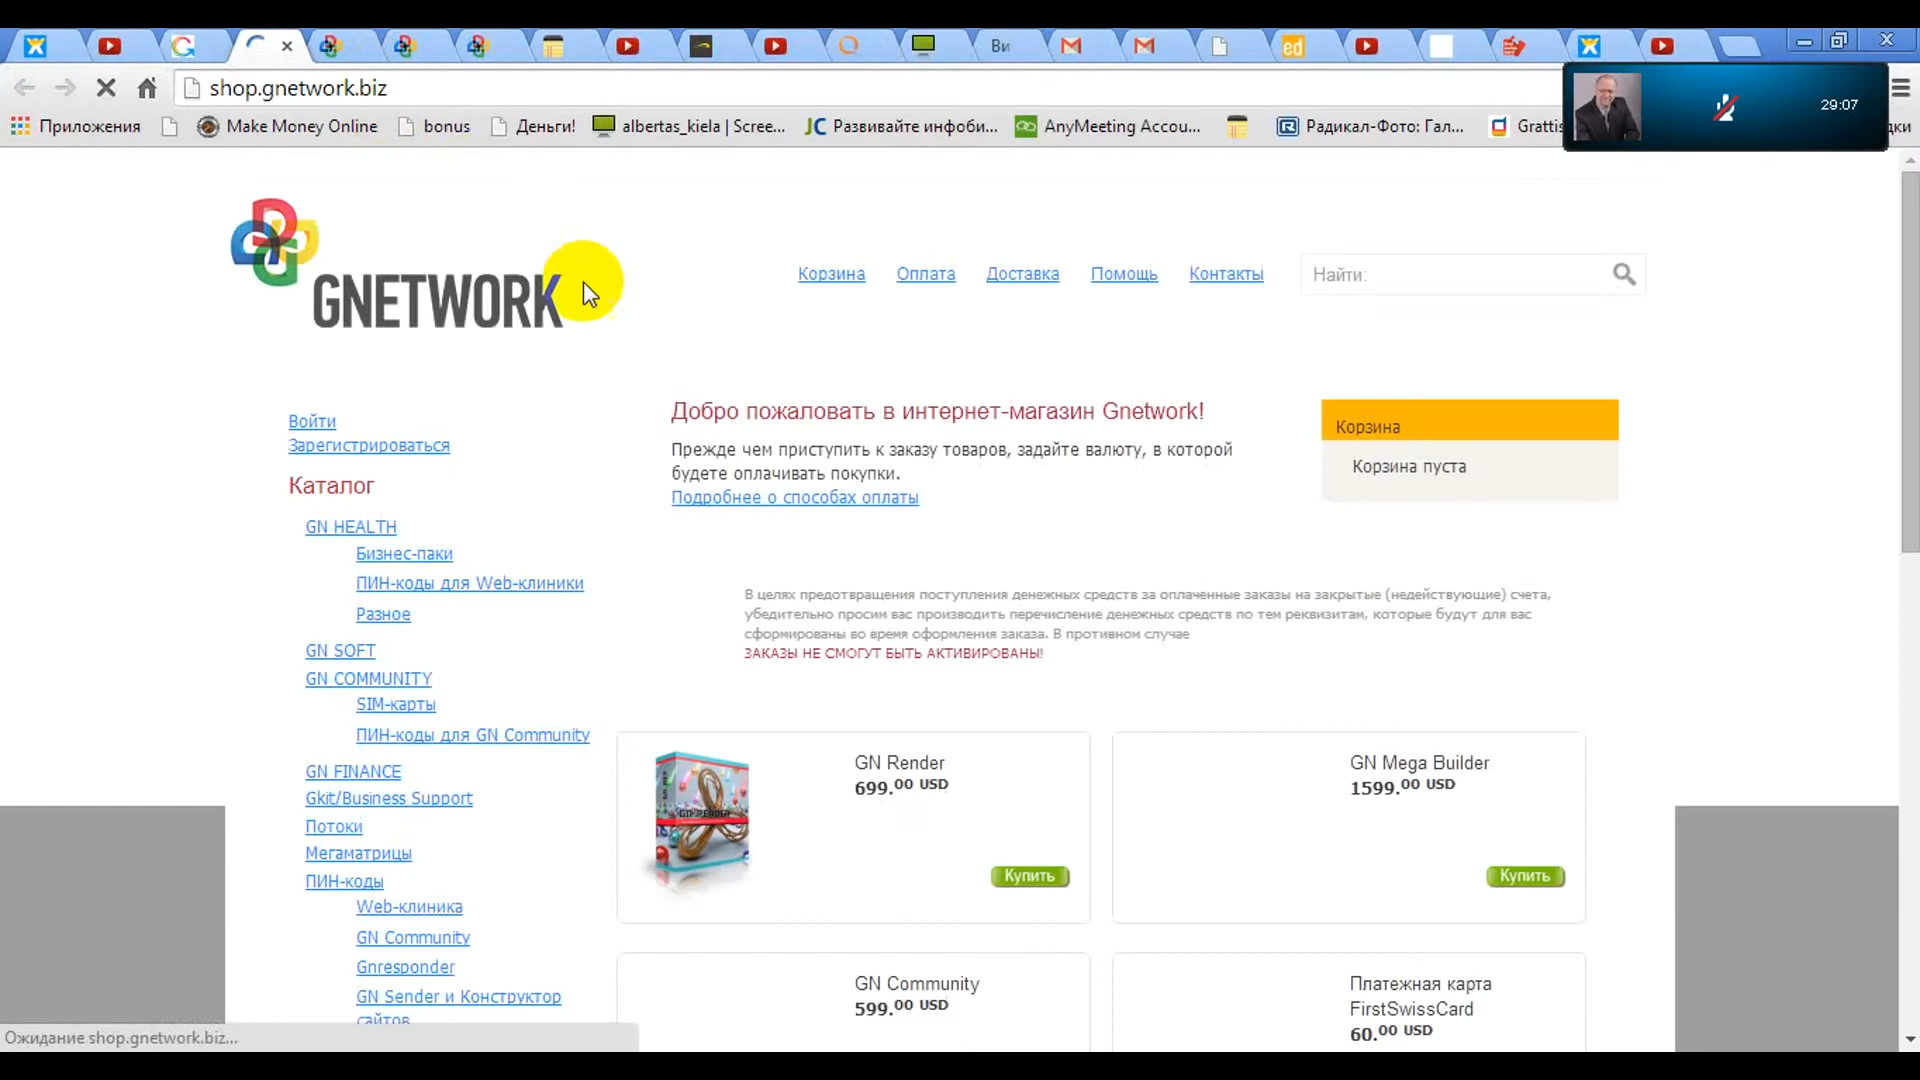 Ви
ed
shop.gnetwork.biz
29:07
Приложения
Make Money Online
bonus
Деньги!
albertas_kiela | Scree...
JC Развивайте инфоби...
AnyMeeting Accou...
Радикал-Фото: Гал...
Grattis
дки
GNETWORK
Корзина
Оплата
Доставка
Помощь
Контакты
Найти:
Войти
Зарегистрироваться
Каталог
GN HEALTH
Бизнес-паки
ПИН-коды для Web-клиники
Разное
GN SOFT
GN COMMUNITY
SIM-карты
ПИН-коды для GN Community
GN FINANCE
Gkit/Business Support
Потоки
Мегаматрицы
ПИН-коды
Web-клиника
GN Community
Gnresponder
GN Sender и Конструктор
сайтов
Добро пожаловать в интернет-магазин Gnetwork!
Прежде чем приступить к заказу товаров, задайте валюту, в которой
будете оплачивать покупки.
Подробнее о способах оплаты
Корзина
Корзина пуста
В целях предотвращения поступления денежных средств за оплаченные заказы на закрытые (недействующие) счета,
убедительно просим вас производить перечисление денежных средств по тем реквизитам, которые будут для вас
сформированы во время оформления заказа. В противном случае
ЗАКАЗЫ НЕ СМОГУТ БЫТЬ АКТИВИРОВАНЫ!
GN-RENDER
GN Render
699.00 USD
Купить
GN Mega Builder
1599.00 USD
Купить
GN Community
599.00 USD
Платежная карта
FirstSwissCard
60.00 USD
Ожидание shop.gnetwork.biz...